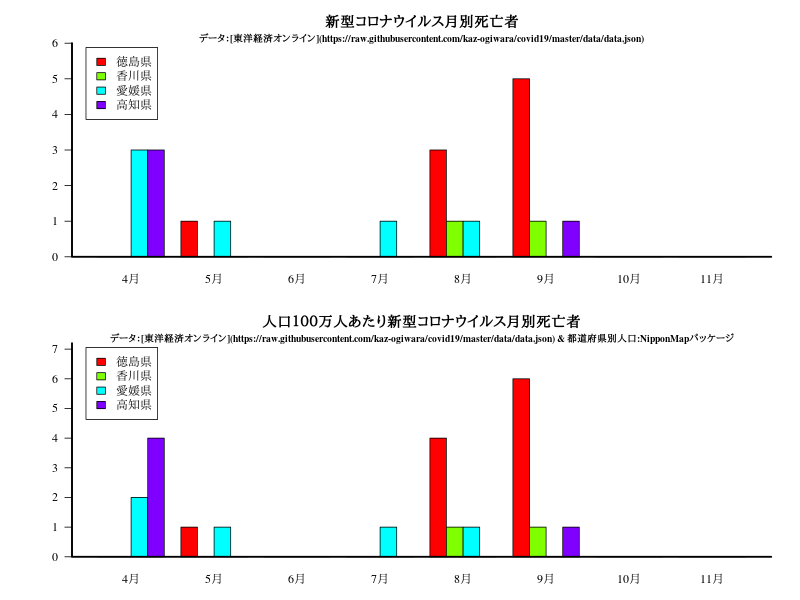 新型コロナウイルス月別死亡者
データ:[東洋経済オンライン](https://raw.githubusercontent.com/kaz-ogiwara/covid19/master/data/data.json)
6
5
4
3
2
1
0
徳島県
香川県
愛媛県
高知県
4月 5月 6月 7月 8月 9月 10月 11月
人口100万人あたり新型コロナウイルス月別死亡者
データ:[東洋経済オンライン](https://raw.githubusercontent.com/kaz-ogiwara/covid19/master/data/data.json) & 都道府県別人口:NipponMapパッケージ
7
6
5
4
3
2
1
0
徳島県
香川県
愛媛県
高知県
4月 5月 6月 7月 8月 9月 10月 11月